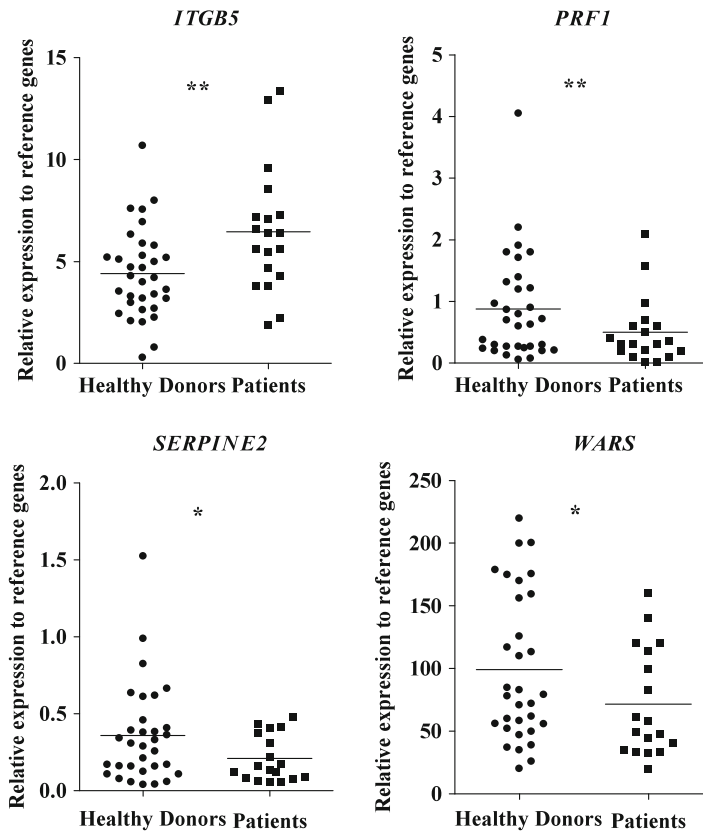 ITGB5
Relative expression to reference genes
15
10
5
0
**
Healthy Donors Patients
PRF1
Relative expression to reference genes
5
4
3
2
1
0
**
Healthy Donors Patients
SERPINE2
Relative expression to reference genes
2.0
1.5
1.0
0.5
0.0
*
Healthy Donors Patients
WARS
Relative expression to reference genes
250
200
150
100
50
0
*
Healthy Donors Patients